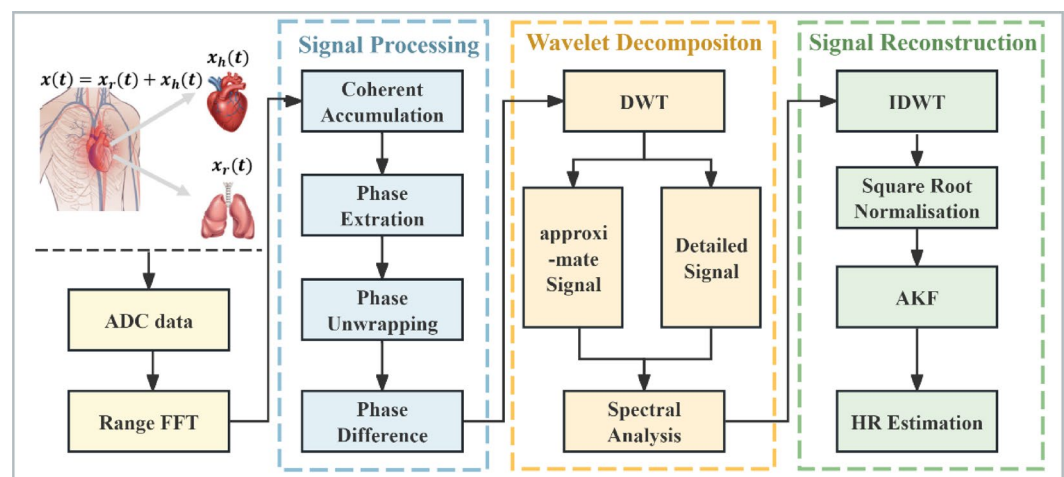 x(t) = x_r(t) + x_h(t)
x_h(t)
x_r(t)
ADC data
Range FFT
Signal Processing
Coherent
Accumulation
Phase
Extration
Phase
Unwrapping
Phase
Difference
Wavelet Decompositon
DWT
approxi
-mate
Signal
Detailed
Signal
Spectral
Analysis
Signal Reconstruction
IDWT
Square Root
Normalisation
AKF
HR Estimation